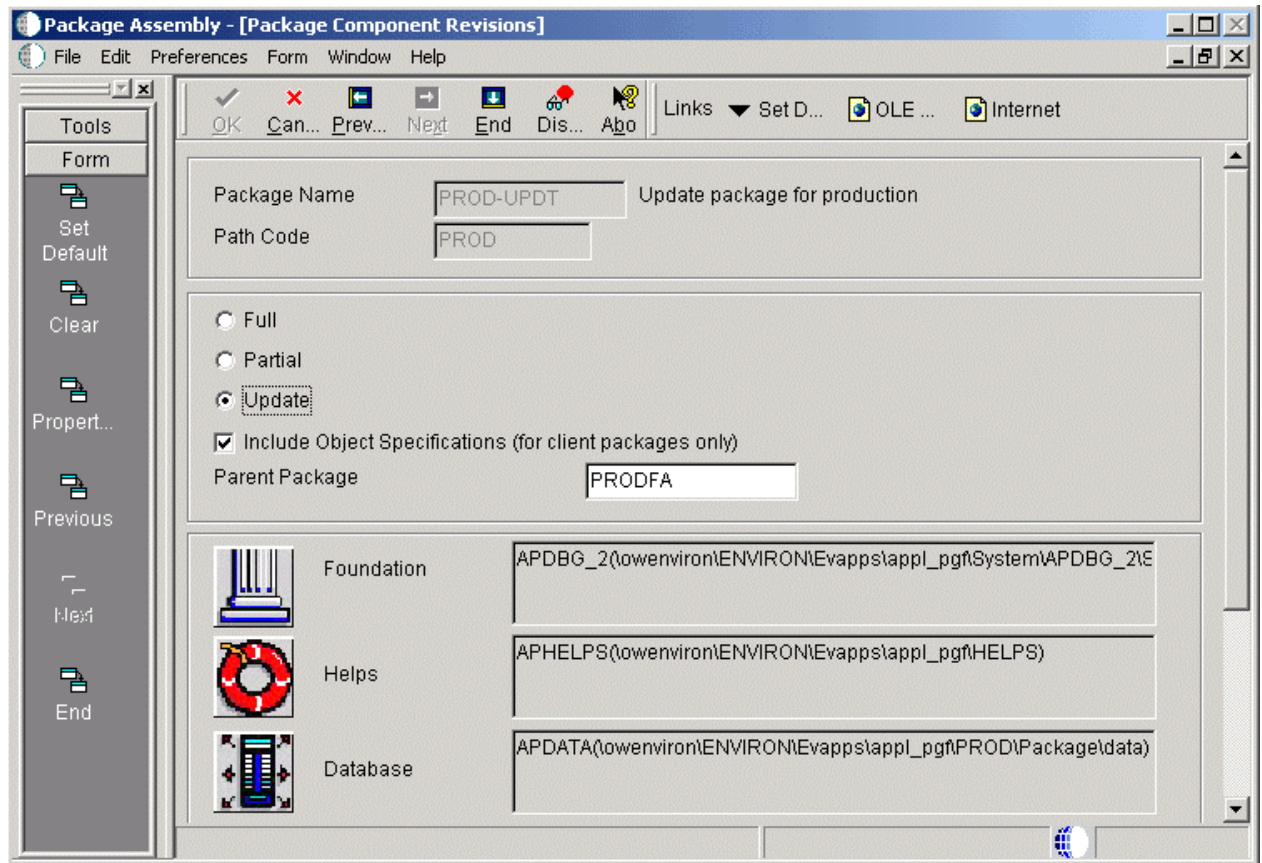 Package Assembly - [Package Component Revisions]
File Edit Preferences Form Window Help
Tools
Form
Set
Default
Clear
Propert...
Previous
Next
End
OK Can... Prev... Next End Dis... Abo Links Set D... OLE ... Internet
Package Name PROD-UPDT Update package for production
Path Code PROD
Full
Partial
Update
Include Object Specifications (for client packages only)
Parent Package PRODFA
Foundation APDBG_2(\owenviron\ENVIRON\Evapps\appl_pgf\System\APDBG_2\S
Helps APHELPS(\owenviron\ENVIRON\Evapps\appl_pgf\HELPS)
Database APDATA(\owenviron\ENVIRON\Evapps\appl_pgf\PROD\Package\data)